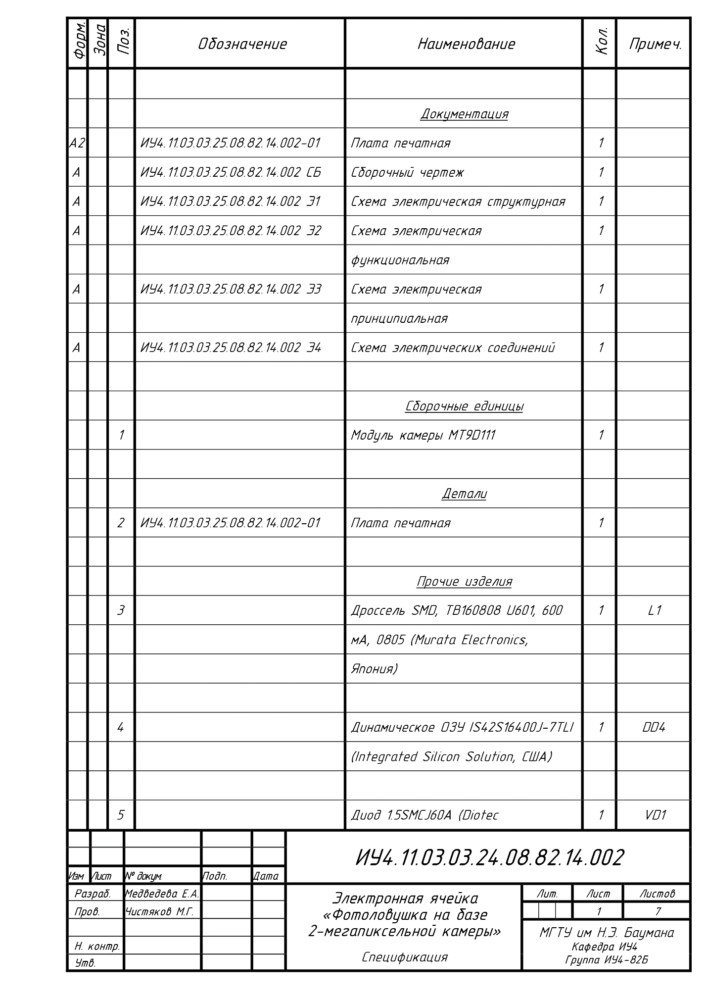 Форм. Зона Поз. Обозначение Наименование Кол. Примеч.
Документация
А2 ИУ4.11.03.03.25.08.82.14.002-01 Плата печатная 1
А ИУ4.11.03.03.25.08.82.14.002 СБ Сборочный чертеж 1
А ИУ4.11.03.03.25.08.82.14.002 Э1 Схема электрическая структурная 1
А ИУ4.11.03.03.25.08.82.14.002 Э2 Схема электрическая 1
функциональная
А ИУ4.11.03.03.25.08.82.14.002 Э3 Схема электрическая 1
принципиальная
А ИУ4.11.03.03.25.08.82.14.002 Э4 Схема электрических соединений 1
Сборочные единицы
1 Модуль камеры MT9D111 1
Детали
2 ИУ4.11.03.03.25.08.82.14.002-01 Плата печатная 1
Прочие изделия
3 Дроссель SMD, TB160808 U601, 600 1 L1
мА, 0805 (Murata Electronics,
Япония)
4 Динамическое ОЗУ IS42S16400J-7TLI 1 DD4
(Integrated Silicon Solution, США)
5 Диод 1.5SMCJ60A (Diotec 1 VD1
ИУ4.11.03.03.24.08.82.14.002
Изм Лист № докум. Подп. Дата
Разраб. Медведева Е.А.
Пров. Чистяков М.Г.
Н. контр.
Утв.
Электронная ячейка
«Фотоловушка на базе
2-мегапиксельной камеры»
Спецификация
Лит. Лист Листов
1 7
МГТУ им Н.Э. Баумана
Кафедра ИУ4
Группа ИУ4-82Б